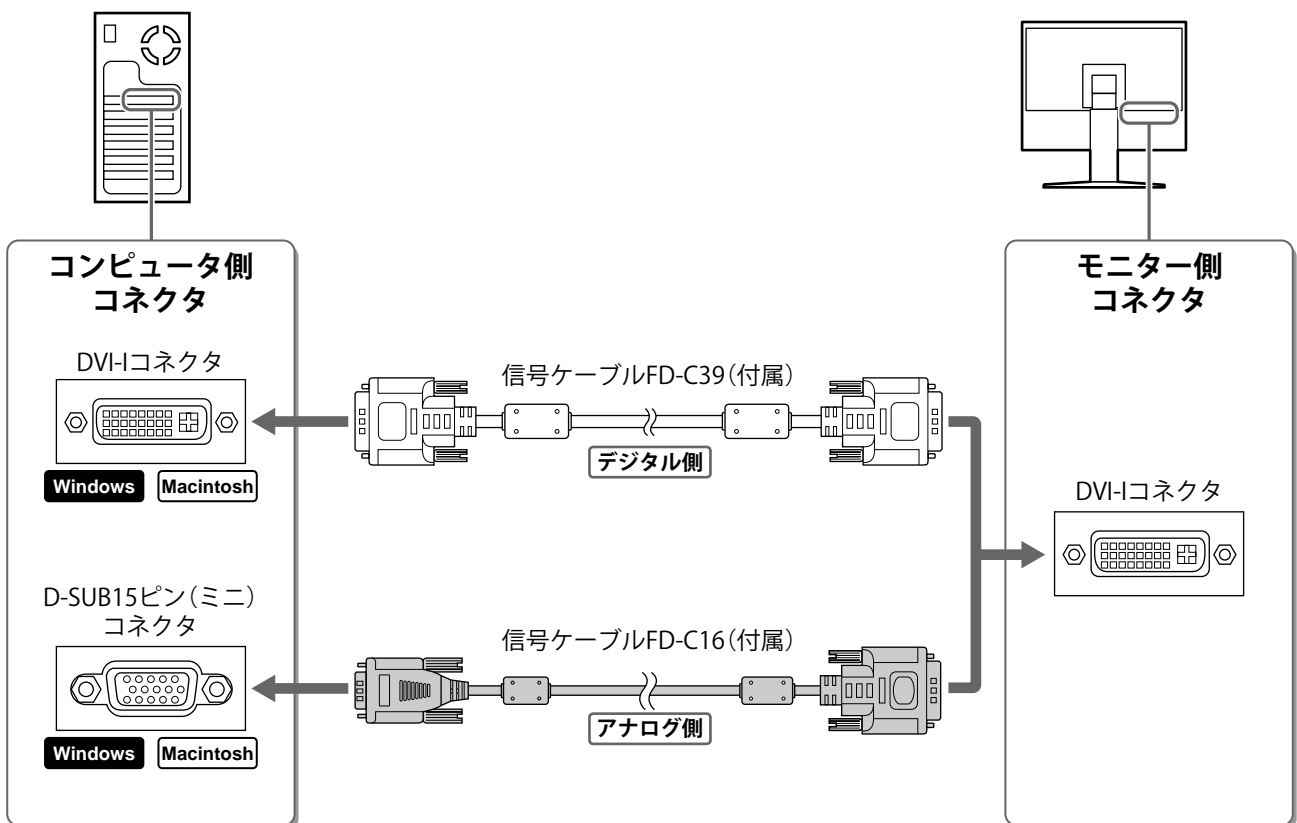 コンピュータ側
コネクタ
DVI-Iコネクタ
Windows Macintosh
D-SUB15ピン（ミニ）
コネクタ
Windows Macintosh
信号ケーブルFD-C39（付属）
デジタル側
信号ケーブルFD-C16（付属）
アナログ側
モニター側
コネクタ
DVI-Iコネクタ